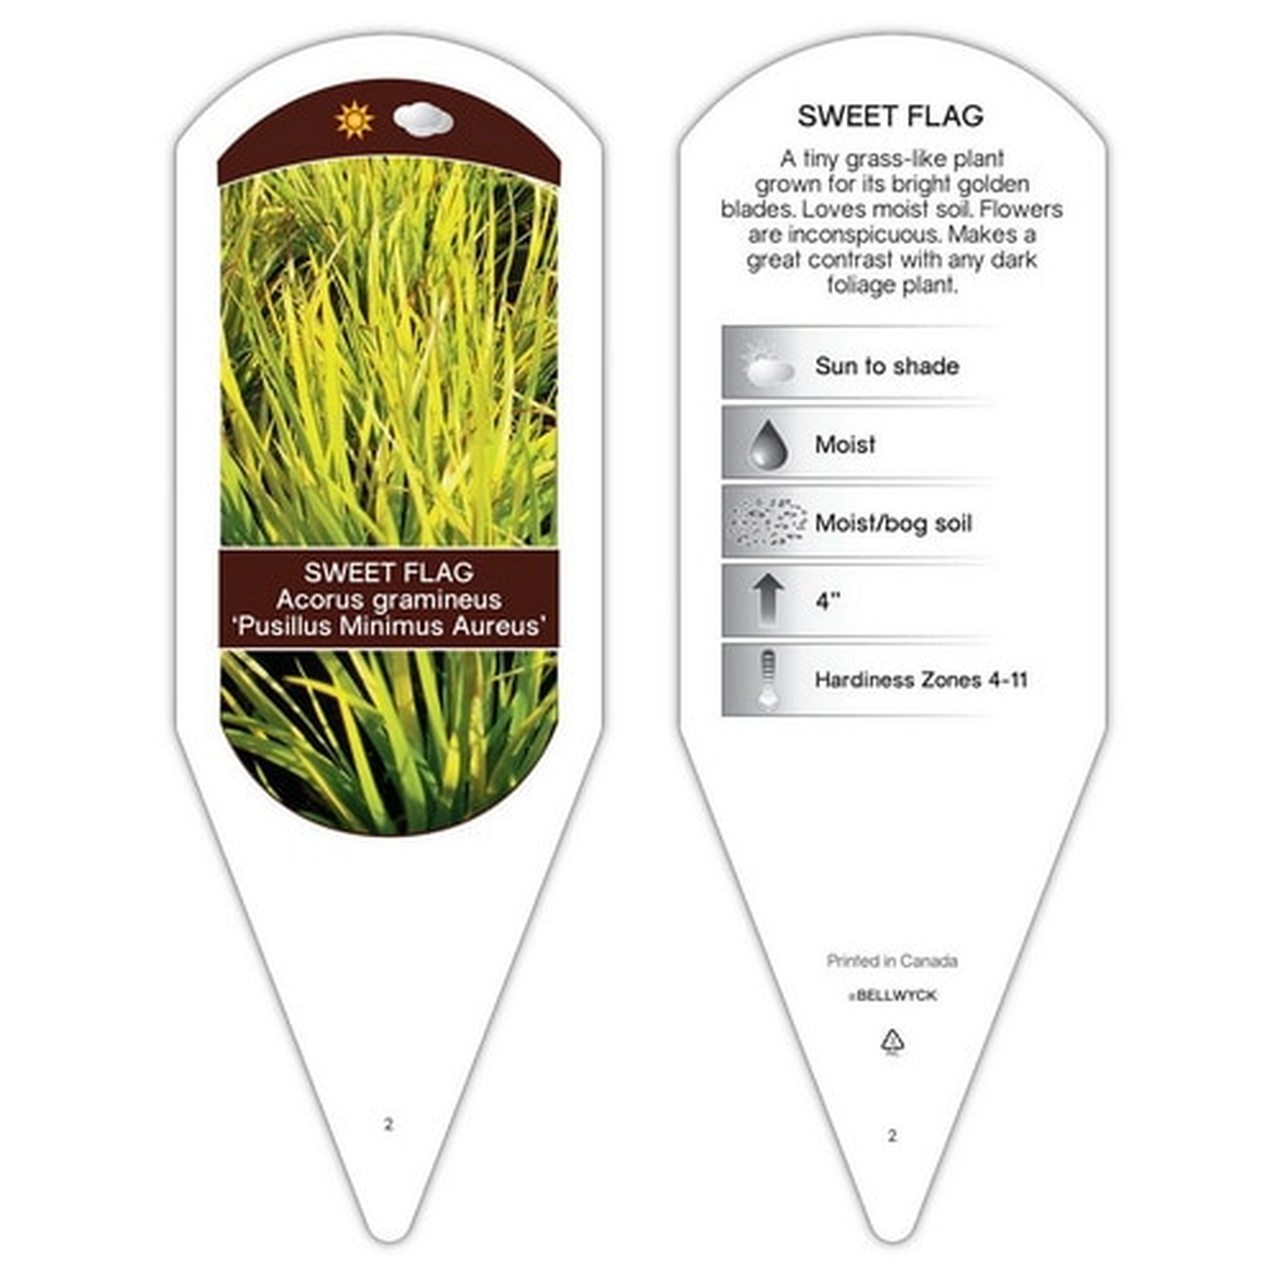 SWEET FLAG
Acorus gramineus
‘Pusillus Minimus Aureus’
2
SWEET FLAG
A tiny grass-like plant
grown for its bright golden
blades. Loves moist soil. Flowers
are inconspicuous. Makes a
great contrast with any dark
foliage plant.
Sun to shade
Moist
Moist/bog soil
4"
Hardiness Zones 4-11
Printed in Canada
BELLWYCK
2